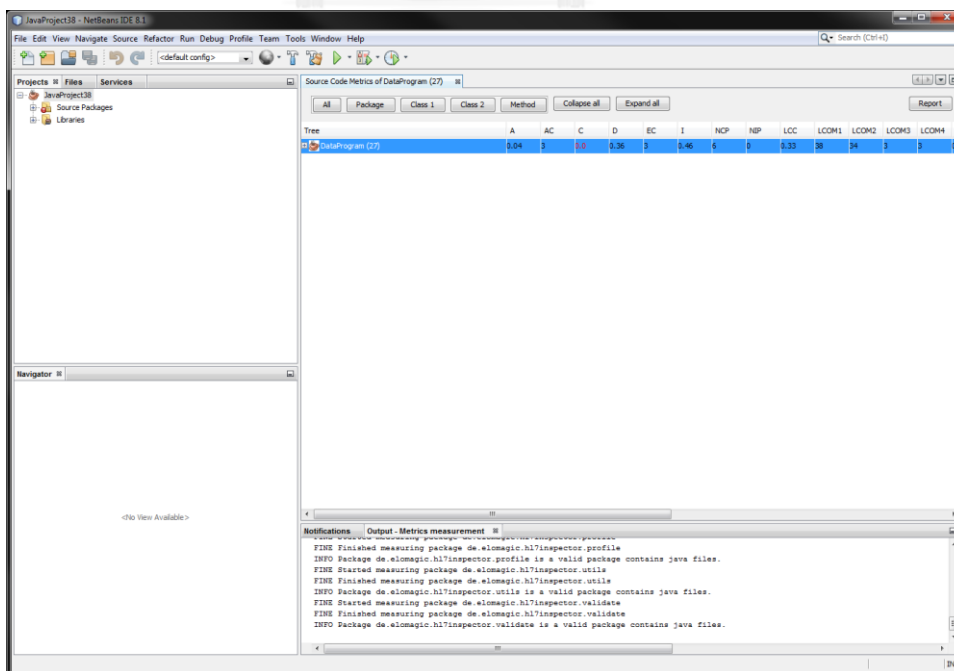 JavaProject38 - NetBeans IDE 8.1
File Edit View Navigate Source Refactor Run Debug Profile Team Tools Window Help
Search (Ctrl+I)
<default config>
Projects Files Services
JavaProject38
Source Packages
Libraries
Source Code Metrics of DataProgram (27)
All Package Class 1 Class 2 Method Collapse all Expand all Report
Tree A AC C D EC I NCP NIP LCC LCOM1 LCOM2 LCOM3 LCOM4
DataProgram (27) 0.04 3 0.0 0.36 3 0.46 6 0 0.33 38 34 3 3
Navigator
<No View Available>
Notifications Output - Metrics measurement
FINE Started measuring package de.elomagic.hl7inspector.profile
FINE Finished measuring package de.elomagic.hl7inspector.profile
INFO Package de.elomagic.hl7inspector.profile is a valid package contains java files.
FINE Started measuring package de.elomagic.hl7inspector.utils
FINE Finished measuring package de.elomagic.hl7inspector.utils
INFO Package de.elomagic.hl7inspector.utils is a valid package contains java files.
FINE Started measuring package de.elomagic.hl7inspector.validate
FINE Finished measuring package de.elomagic.hl7inspector.validate
INFO Package de.elomagic.hl7inspector.validate is a valid package contains java files.